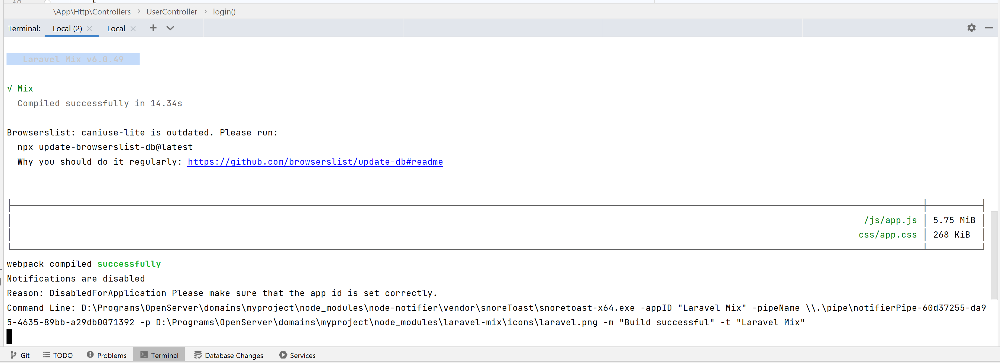 \App\Http\Controllers › UserController › login()
Terminal: Local (2) × Local × +
Laravel Mix v6.0.49
√ Mix
Compiled successfully in 14.34s
Browserslist: caniuse-lite is outdated. Please run:
npx update-browserslist-db@latest
Why you should do it regularly: https://github.com/browserslist/update-db#readme
/js/app.js │ 5.75 MiB
css/app.css │ 268 KiB
webpack compiled successfully
Notifications are disabled
Reason: DisabledForApplication Please make sure that the app id is set correctly.
Command Line: D:\Programs\OpenServer\domains\myproject\node_modules\node-notifier\vendor\snoreToast\snoretoast-x64.exe -appID "Laravel Mix" -pipeName \\.\pipe\notifierPipe-60d37255-da9
5-4635-89bb-a29db0071392 -p D:\Programs\OpenServer\domains\myproject\node_modules\laravel-mix\icons\laravel.png -m "Build successful" -t "Laravel Mix"
Git TODO Problems Terminal Database Changes Services